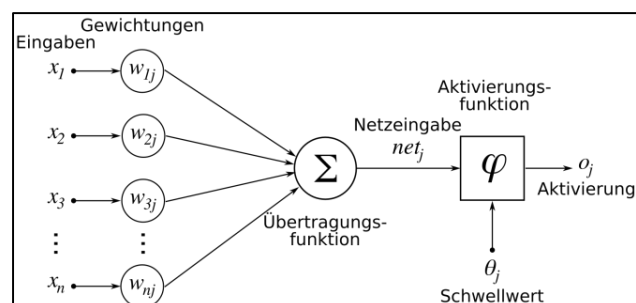 Gewichtungen
Eingaben
x1 w1j
x2 w2j
x3 w3j
⋮ ⋮
xn wnj
Σ
Übertragungs-
funktion
Netzeingabe
netj
Aktivierungs-
funktion
φ
oj
Aktivierung
θj
Schwellwert